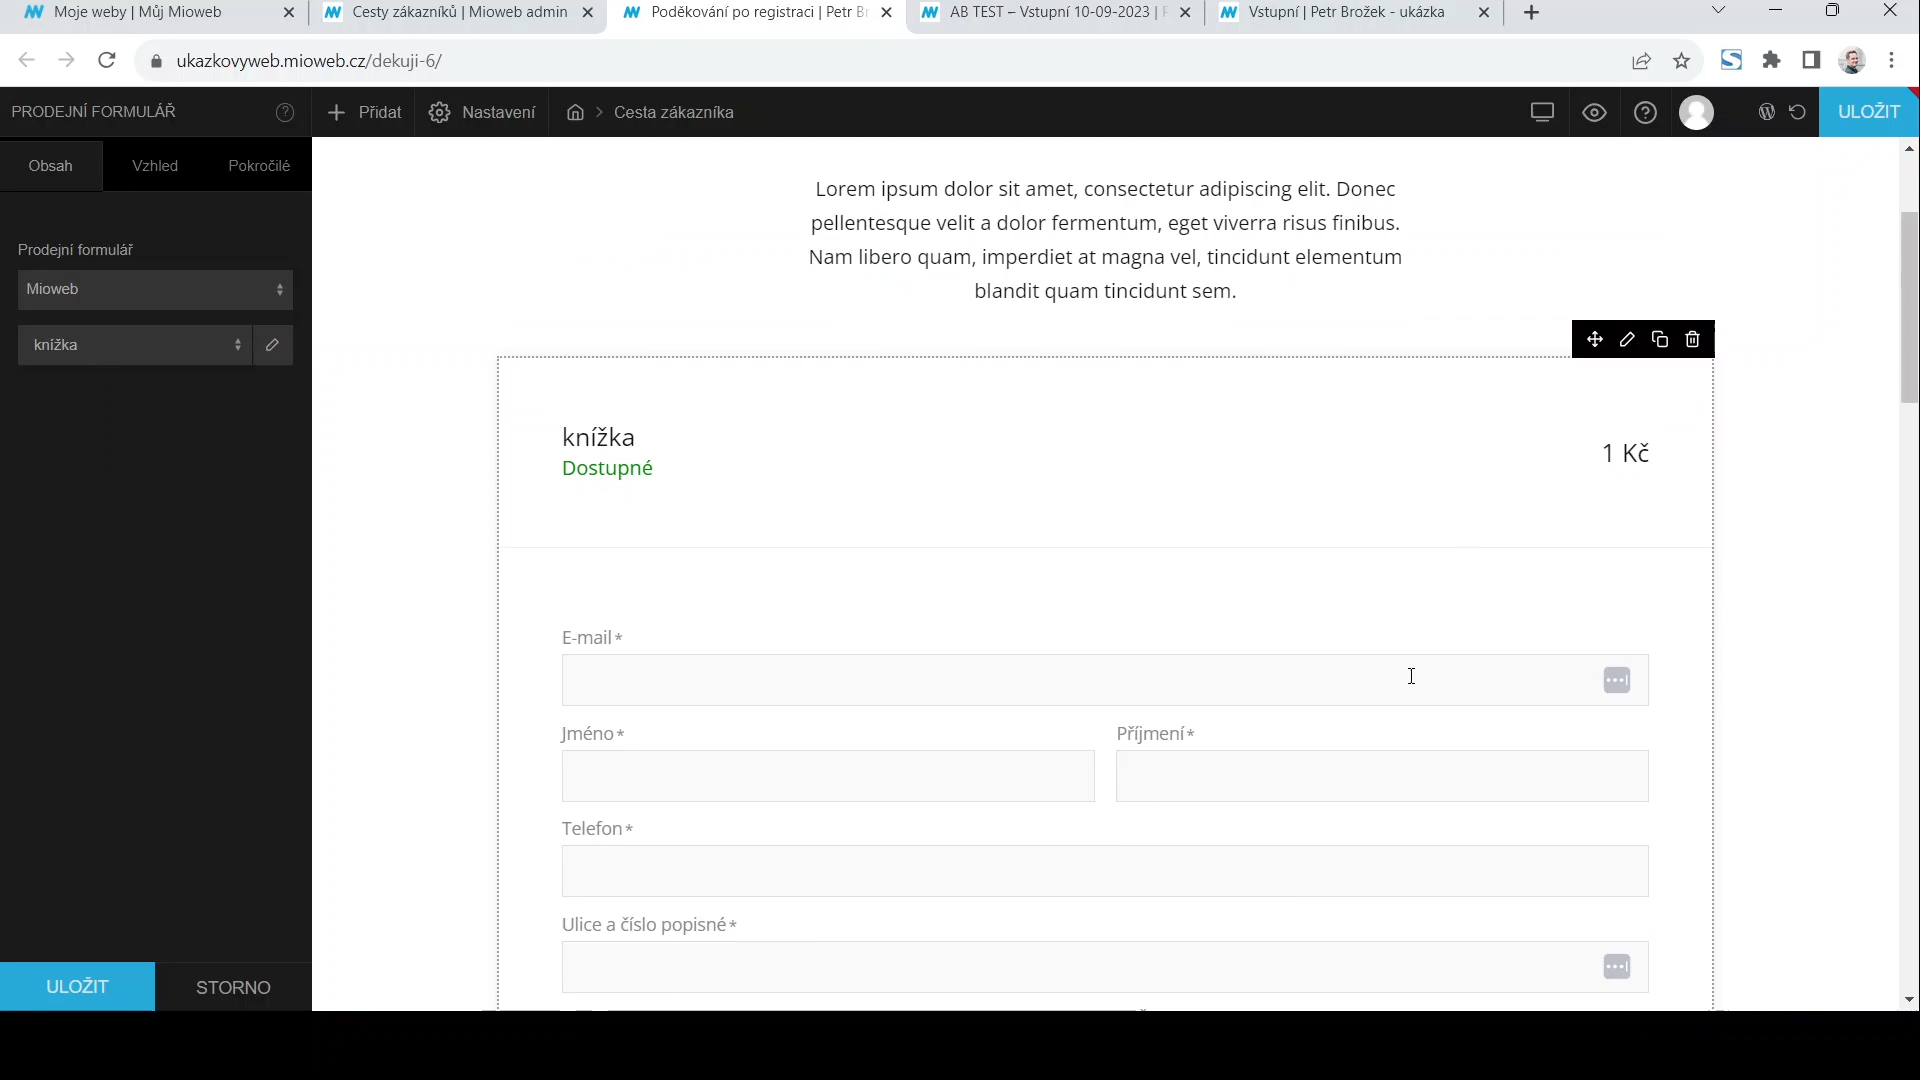 Moje weby | Můj Mioweb
Cesty zákazníků | Mioweb admin
Poděkování po registraci | Petr Br
AB TEST – Vstupní 10-09-2023 | P
Vstupní | Petr Brožek - ukázka
ukazkovyweb.mioweb.cz/dekuji-6/
PRODEJNÍ FORMULÁŘ
Přidat
Nastavení
Cesta zákazníka
ULOŽIT
Obsah
Vzhled
Pokročilé
Prodejní formulář
Mioweb
knížka
Lorem ipsum dolor sit amet, consectetur adipiscing elit. Donec
pellentesque velit a dolor fermentum, eget viverra risus finibus.
Nam libero quam, imperdiet at magna vel, tincidunt elementum
blandit quam tincidunt sem.
knížka
Dostupné
1 Kč
E-mail*
Jméno*
Příjmení*
Telefon*
Ulice a číslo popisné*
ULOŽIT
STORNO